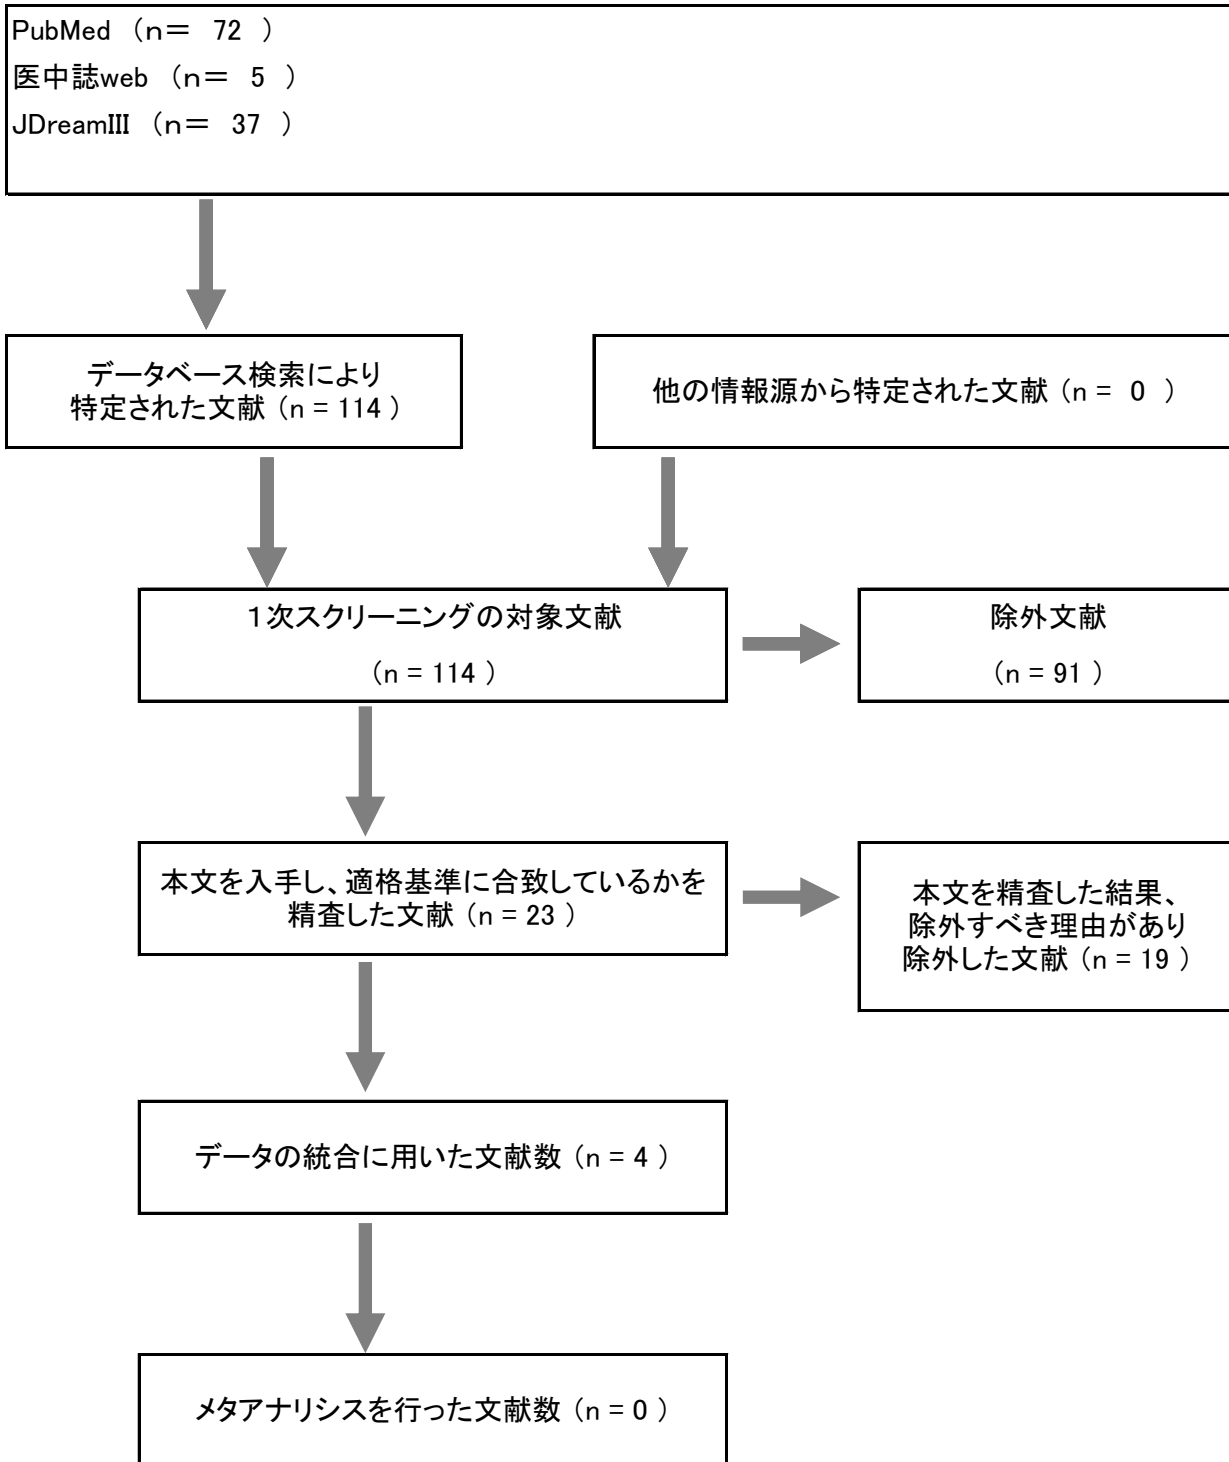 PubMed （ｎ＝ 72 ）
医中誌web （ｎ＝ 5 ）
JDreamⅢ （ｎ＝ 37 ）
データベース検索により
特定された文献（n = 114 ）
他の情報源から特定された文献（n = 0 ）
１次スクリーニングの対象文献
（n = 114 ）
除外文献
（n = 91 ）
本文を入手し、適格基準に合致しているかを
精査した文献（n = 23 ）
本文を精査した結果、
除外すべき理由があり
除外した文献（n = 19 ）
データの統合に用いた文献数（n = 4 ）
メタアナリシスを行った文献数（n = 0 ）